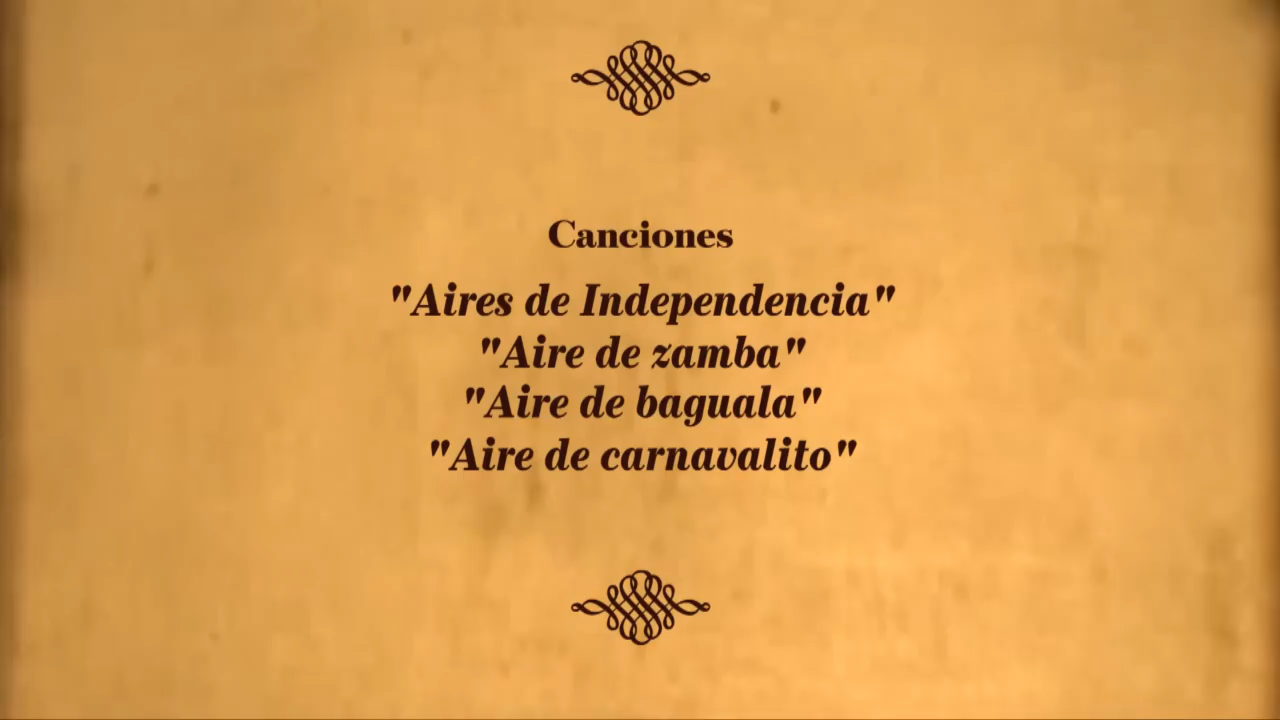 Canciones
"Aires de Independencia"
"Aire de zamba"
"Aire de baguala"
"Aire de carnavalito"